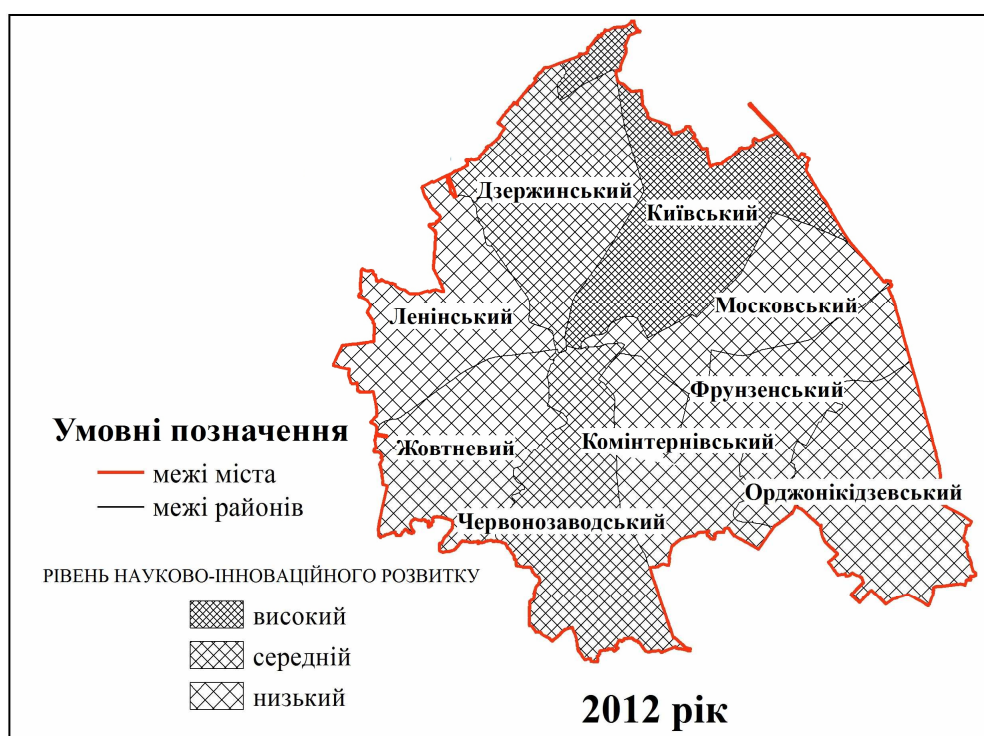 Дзержинський
Київський
Московський
Ленінський
Фрунзенський
Умовні позначення
Жовтневий
Комінтернівський
межі міста
Орджонікідзевський
межі районів
Червонозаводський
РІВЕНЬ НАУКОВО-ІННОВАЦІЙНОГО РОЗВИТКУ
високий
середній
низький
2012 рік